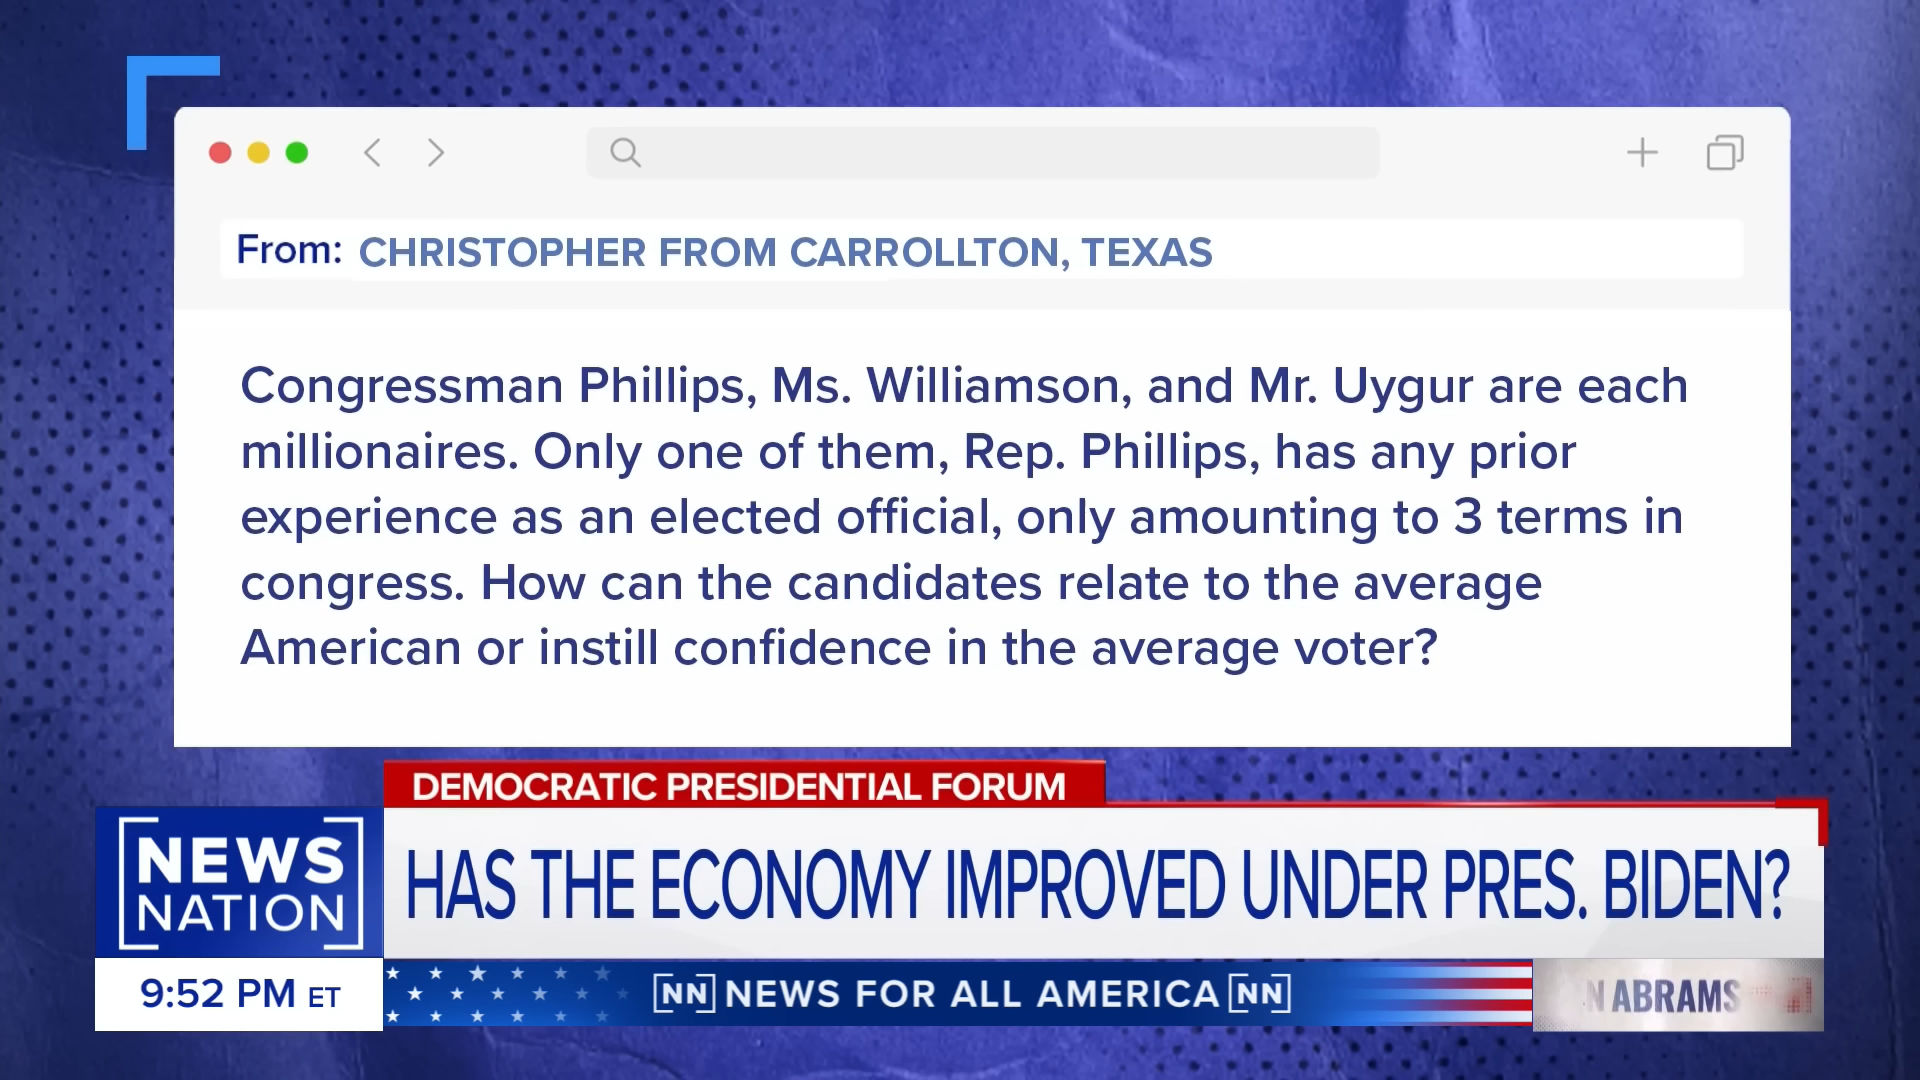 From: CHRISTOPHER FROM CARROLLTON, TEXAS
Congressman Phillips, Ms. Williamson, and Mr. Uygur are each
millionaires. Only one of them, Rep. Phillips, has any prior
experience as an elected official, only amounting to 3 terms in
congress. How can the candidates relate to the average
American or instill confidence in the average voter?
DEMOCRATIC PRESIDENTIAL FORUM
NEWS
NATION
HAS THE ECONOMY IMPROVED UNDER PRES. BIDEN?
9:52 PM ET
NN NEWS FOR ALL AMERICA NN
N ABRAMS